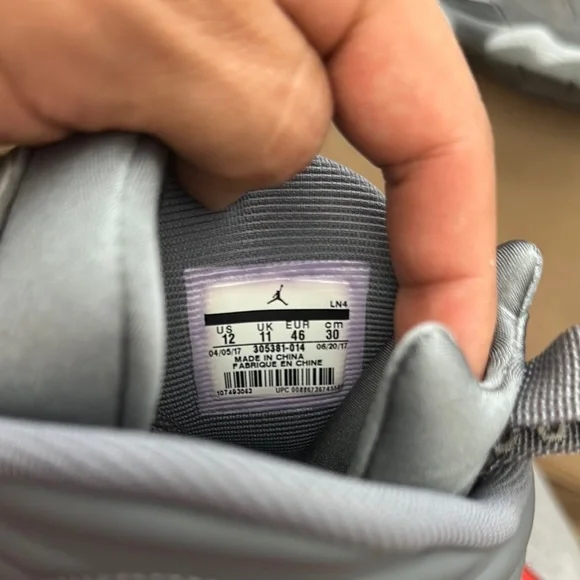 LN4
US UK EUR cm
12 11 46 30
04/05/17 305381-014 06/20/17
MADE IN CHINA
FABRIQUE EN CHINE
UPC